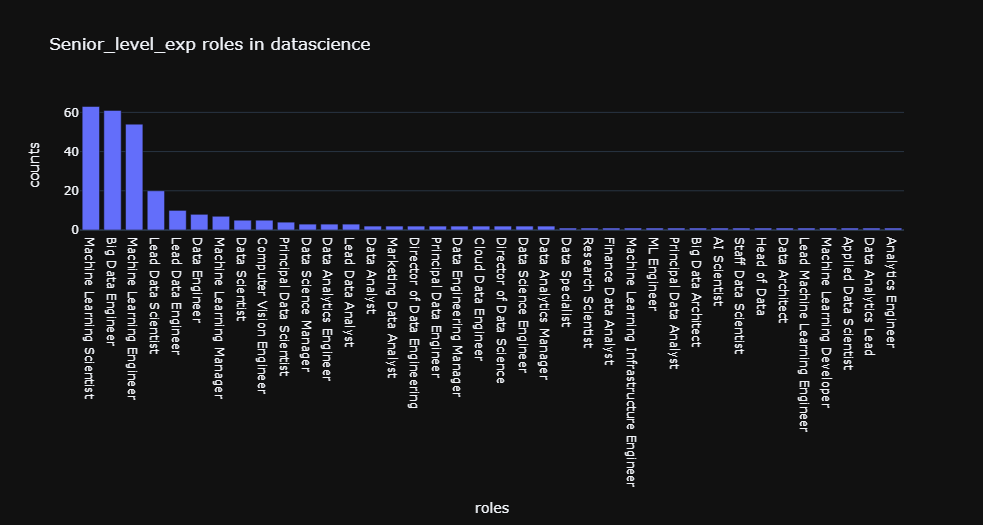 Senior_level_exp roles in datascience
counts
60
40
20
0
Machine Learning Scientist
Big Data Engineer
Machine Learning Engineer
Lead Data Scientist
Lead Data Engineer
Data Engineer
Machine Learning Manager
Data Scientist
Computer Vision Engineer
Principal Data Scientist
Data Science Manager
Data Analytics Engineer
Lead Data Analyst
Data Analyst
Marketing Data Analyst
Director of Data Engineering
Principal Data Engineer
Data Engineering Manager
Cloud Data Engineer
Director of Data Science
Data Science Engineer
Data Analytics Manager
Data Specialist
Research Scientist
Finance Data Analyst
Machine Learning Infrastructure Engineer
ML Engineer
Principal Data Analyst
Big Data Architect
AI Scientist
Staff Data Scientist
Head of Data
Data Architect
Lead Machine Learning Engineer
Machine Learning Developer
Applied Data Scientist
Data Analytics Lead
Analytics Engineer
roles